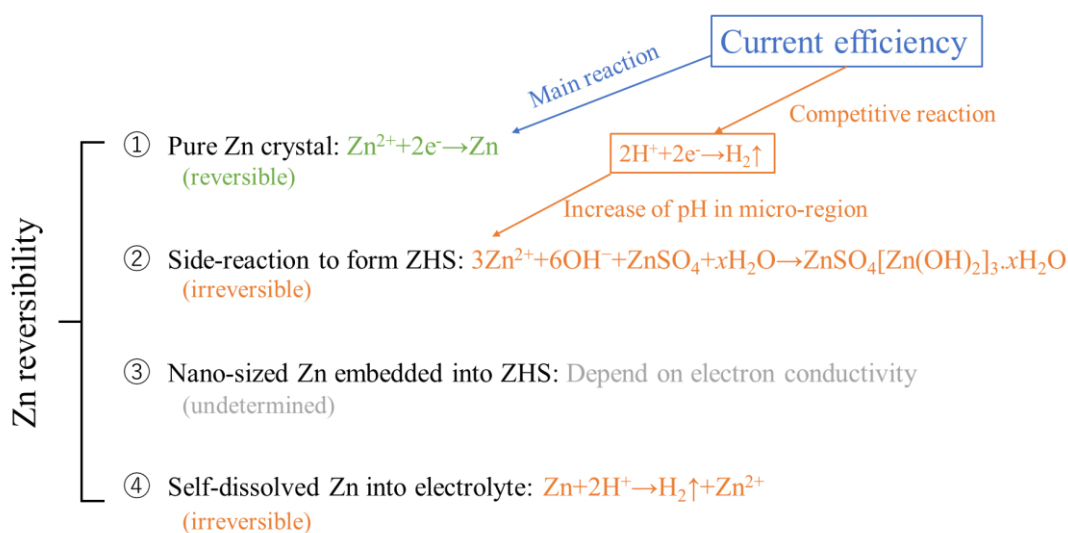 Current efficiency
Main reaction
Competitive reaction
① Pure Zn crystal: Zn²⁺+2e⁻→Zn
(reversible)
2H⁺+2e⁻→H₂↑
Increase of pH in micro-region
② Side-reaction to form ZHS: 3Zn²⁺+6OH⁻+ZnSO₄+xH₂O→ZnSO₄[Zn(OH)₂]₃.xH₂O
(irreversible)
Zn reversibility
③ Nano-sized Zn embedded into ZHS: Depend on electron conductivity
(undetermined)
④ Self-dissolved Zn into electrolyte: Zn+2H⁺→H₂↑+Zn²⁺
(irreversible)